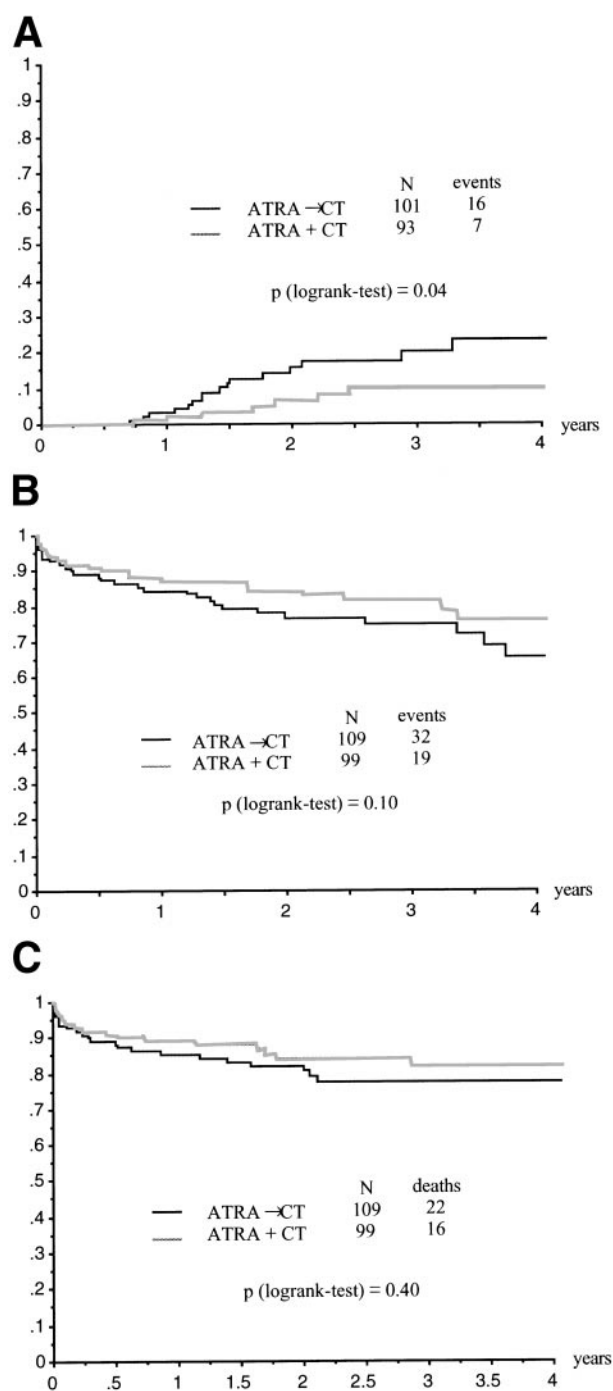 A
1
.9
.8
.7
.6
.5
.4
.3
.2
.1
0
N events
ATRA →CT 101 16
ATRA + CT 93 7
p (logrank-test) = 0.04
0 1 2 3 4 years
B
1
.9
.8
.7
.6
.5
.4
.3
.2
.1
0
N events
ATRA →CT 109 32
ATRA + CT 99 19
p (logrank-test) = 0.10
0 1 2 3 4 years
C
1
.9
.8
.7
.6
.5
.4
.3
.2
.1
0
N deaths
ATRA →CT 109 22
ATRA + CT 99 16
p (logrank-test) = 0.40
0 .5 1 1.5 2 2.5 3 3.5 4 years